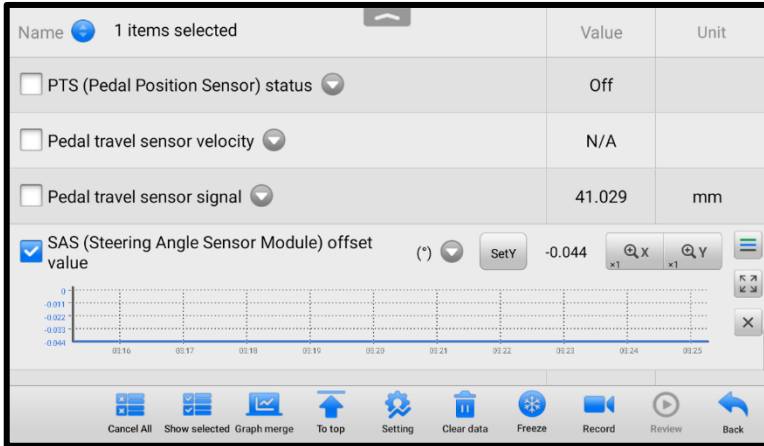 Name 1 items selected Value Unit
PTS (Pedal Position Sensor) status Off
Pedal travel sensor velocity N/A
Pedal travel sensor signal 41.029 mm
SAS (Steering Angle Sensor Module) offset
value (°) SetY -0.044 X ×1 Y ×1
0
-0.011
-0.022
-0.033
-0.044
03:16 03:17 03:18 03:19 03:20 03:21 03:22 03:23 03:24 03:25
Cancel All Show selected Graph merge To top Setting Clear data Freeze Record Review Back